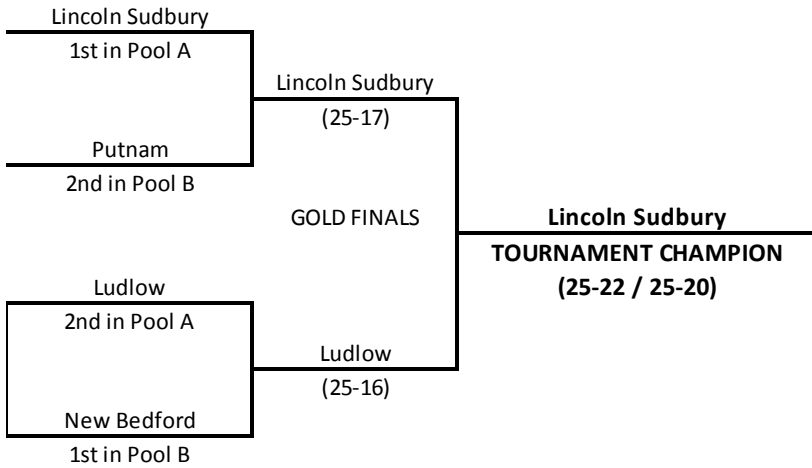 Lincoln Sudbury
1st in Pool A
Lincoln Sudbury
(25-17)
Putnam
2nd in Pool B
GOLD FINALS
Lincoln Sudbury
TOURNAMENT CHAMPION
(25-22 / 25-20)
Ludlow
2nd in Pool A
Ludlow
(25-16)
New Bedford
1st in Pool B